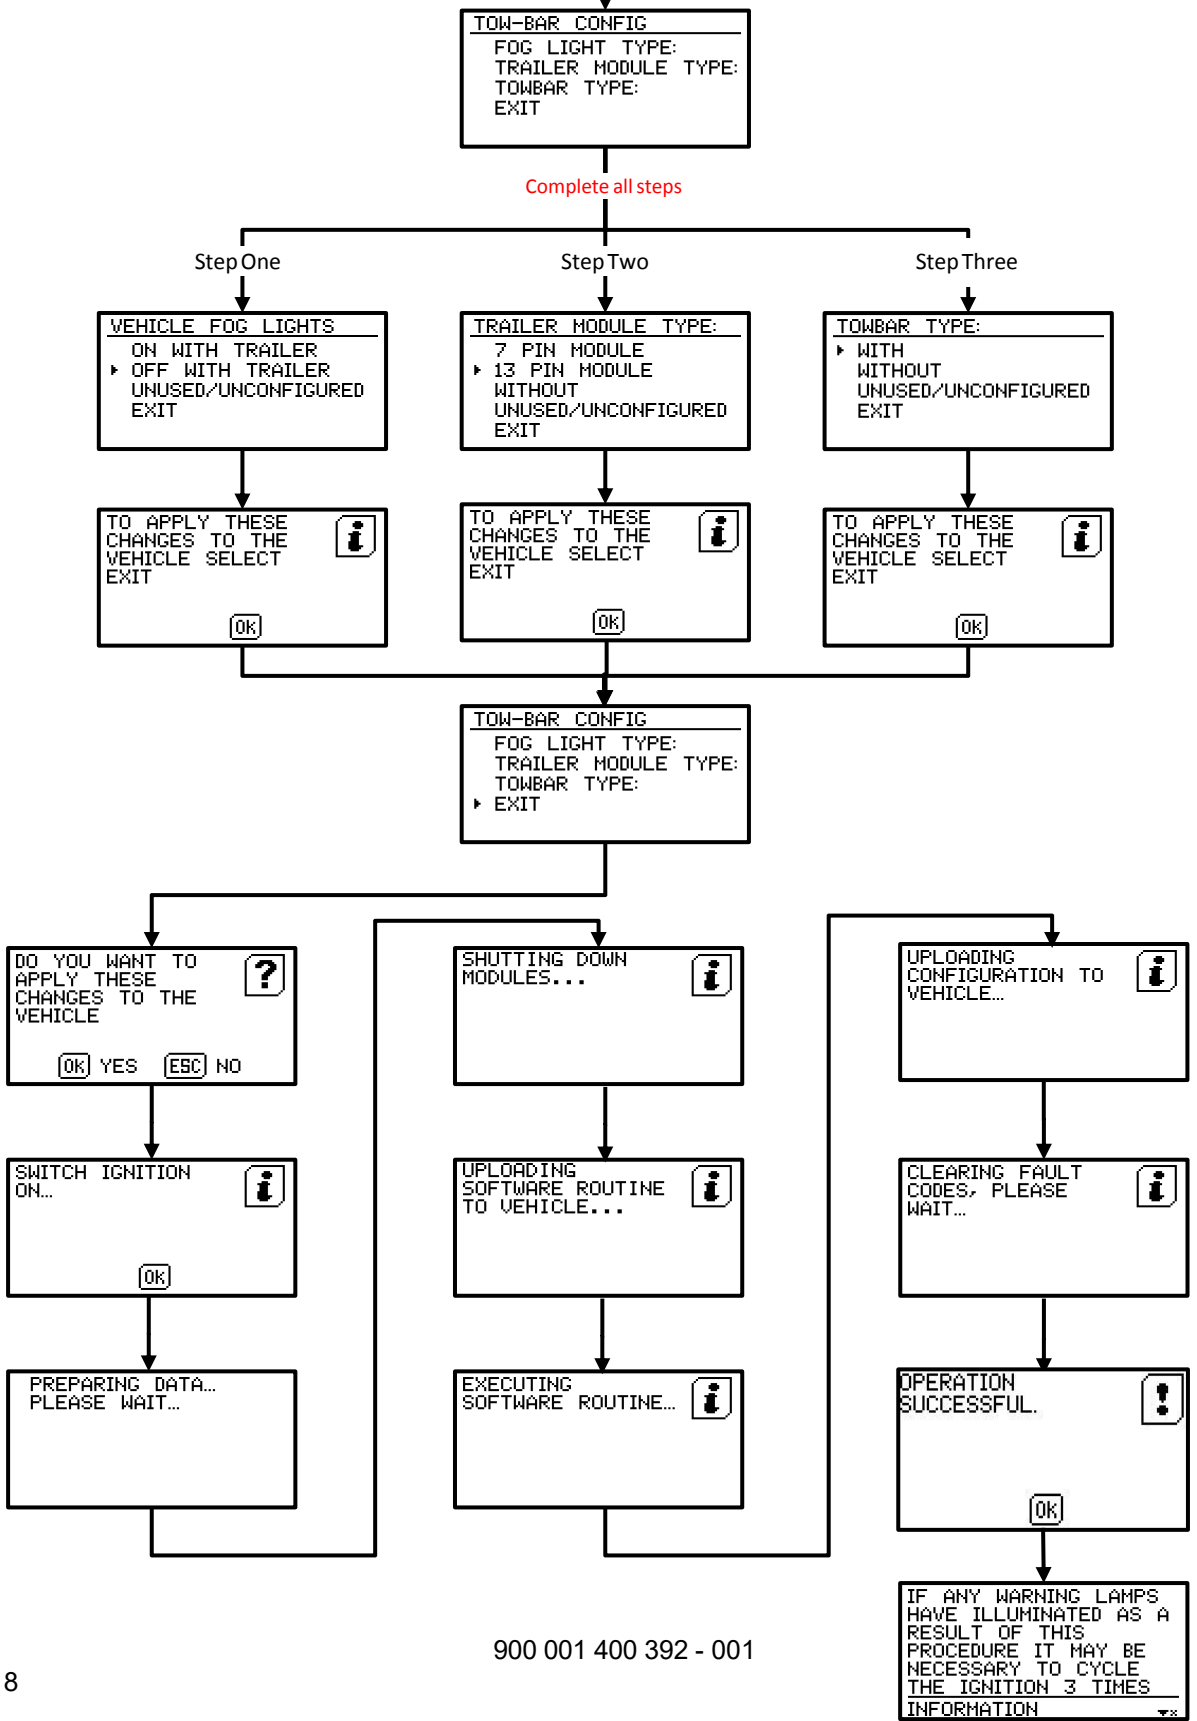 TOW-BAR CONFIG
FOG LIGHT TYPE:
TRAILER MODULE TYPE:
TOWBAR TYPE:
EXIT
Complete all steps
Step One
Step Two
Step Three
VEHICLE FOG LIGHTS
ON WITH TRAILER
OFF WITH TRAILER
UNUSED/UNCONFIGURED
EXIT
TRAILER MODULE TYPE:
7 PIN MODULE
13 PIN MODULE
WITHOUT
UNUSED/UNCONFIGURED
EXIT
TOWBAR TYPE:
WITH
WITHOUT
UNUSED/UNCONFIGURED
EXIT
TO APPLY THESE
CHANGES TO THE
VEHICLE SELECT
EXIT
i
OK
TO APPLY THESE
CHANGES TO THE
VEHICLE SELECT
EXIT
i
OK
TO APPLY THESE
CHANGES TO THE
VEHICLE SELECT
EXIT
i
OK
TOW-BAR CONFIG
FOG LIGHT TYPE:
TRAILER MODULE TYPE:
TOWBAR TYPE:
EXIT
DO YOU WANT TO
APPLY THESE
CHANGES TO THE
VEHICLE
?
OK YES ESC NO
SWITCH IGNITION
ON...
i
OK
PREPARING DATA...
PLEASE WAIT...
SHUTTING DOWN
MODULES...
i
UPLOADING
SOFTWARE ROUTINE
TO VEHICLE...
i
EXECUTING
SOFTWARE ROUTINE...
i
UPLOADING
CONFIGURATION TO
VEHICLE...
i
CLEARING FAULT
CODES, PLEASE
WAIT...
i
OPERATION
SUCCESSFUL.
!
OK
IF ANY WARNING LAMPS
HAVE ILLUMINATED AS A
RESULT OF THIS
PROCEDURE IT MAY BE
NECESSARY TO CYCLE
THE IGNITION 3 TIMES
INFORMATION
900 001 400 392 - 001
8